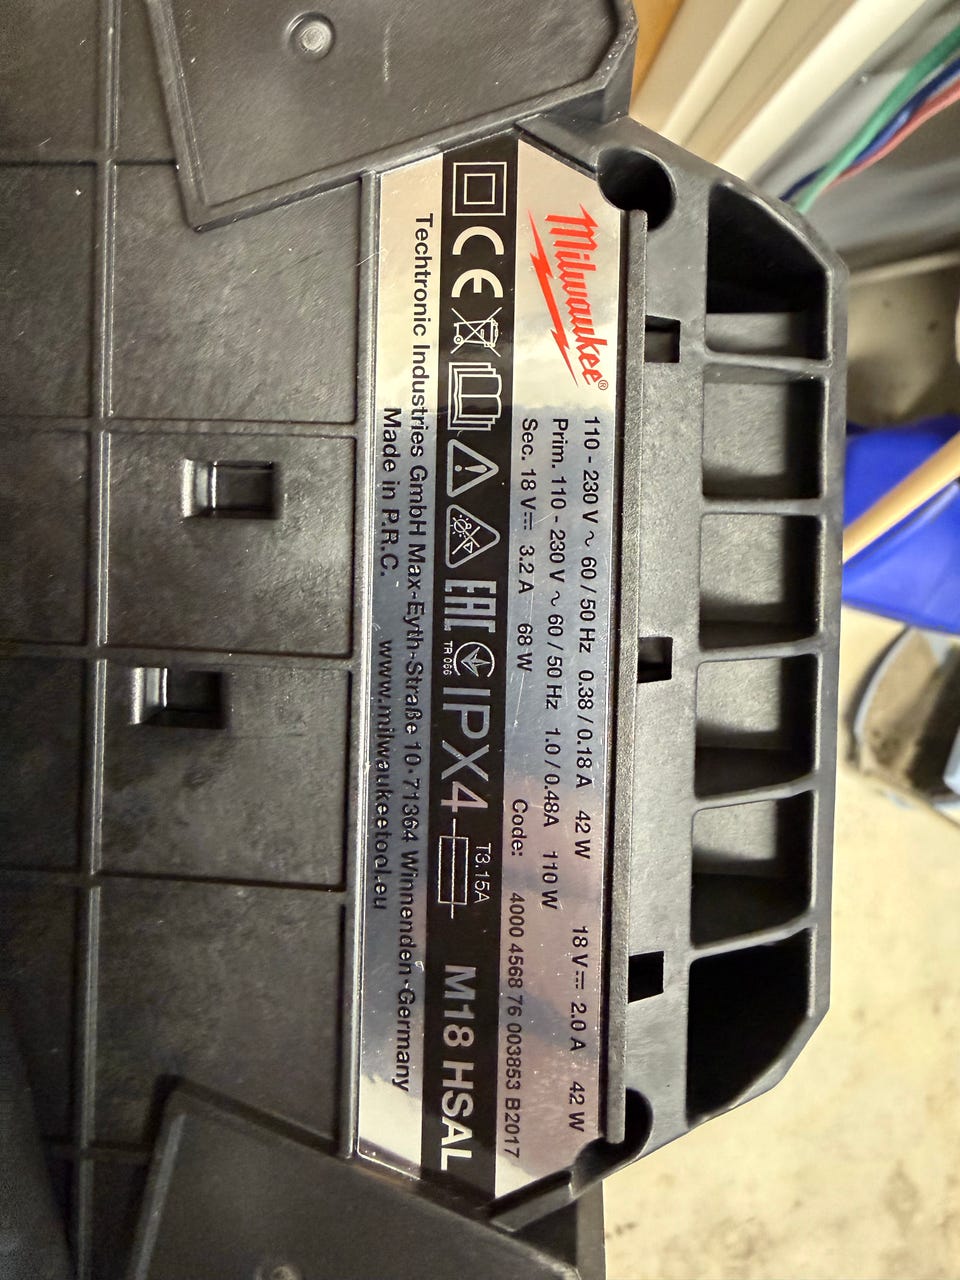 Milwaukee®
110 - 230 V ~ 60 / 50 Hz 0.38 / 0.18 A 42 W 18 V⎓ 2.0 A 42 W
Prim. 110 - 230 V ~ 60 / 50 Hz 1.0 / 0.48A 110 W
Sec. 18 V⎓ 3.2 A 68 W
Code: 4000 4568 76 003853 B2017
CE EAC TR 066 IPX4 T3.15A M18 HSAL
Techtronic Industries GmbH Max-Eyth-Straße 10·71364 Winnenden·Germany
Made in P.R.C. www.milwaukeetool.eu